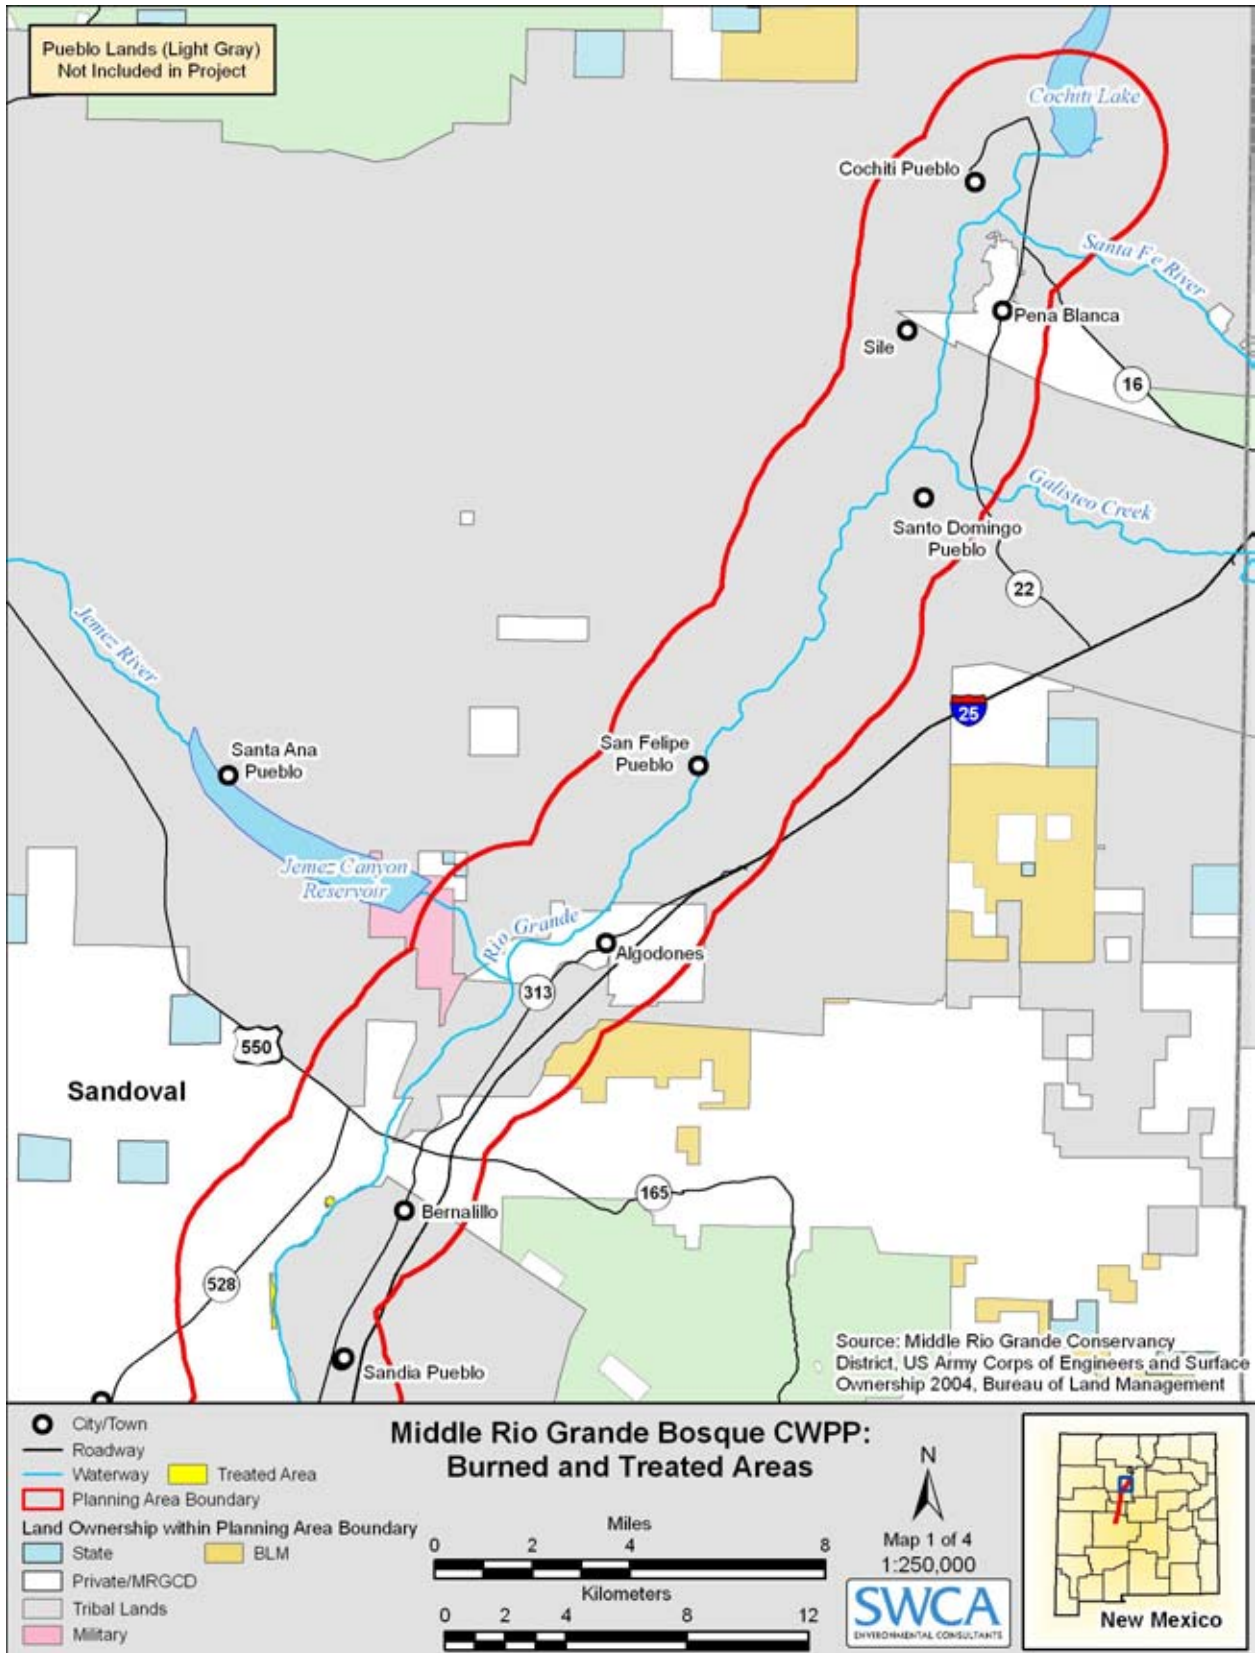 Pueblo Lands (Light Gray)
Not Included in Project
Cochiti Lake
Cochiti Pueblo
Santa Fe River
Pena Blanca
Sile
16
Galisteo Creek
Santo Domingo
Pueblo
22
Jemez River
25
San Felipe
Pueblo
Santa Ana
Pueblo
Jemez Canyon
Reservoir
Rio Grande
Algodones
313
550
Sandoval
165
Bernalillo
528
Sandia Pueblo
Source: Middle Rio Grande Conservancy
District, US Army Corps of Engineers and Surface
Ownership 2004, Bureau of Land Management
City/Town
Roadway
Waterway
Treated Area
Planning Area Boundary
Land Ownership within Planning Area Boundary
State
BLM
Private/MRGCD
Tribal Lands
Military
Middle Rio Grande Bosque CWPP:
Burned and Treated Areas
Miles
0 2 4 8
Kilometers
0 2 4 8 12
N
Map 1 of 4
1:250,000
SWCA
ENVIRONMENTAL CONSULTANTS
New Mexico